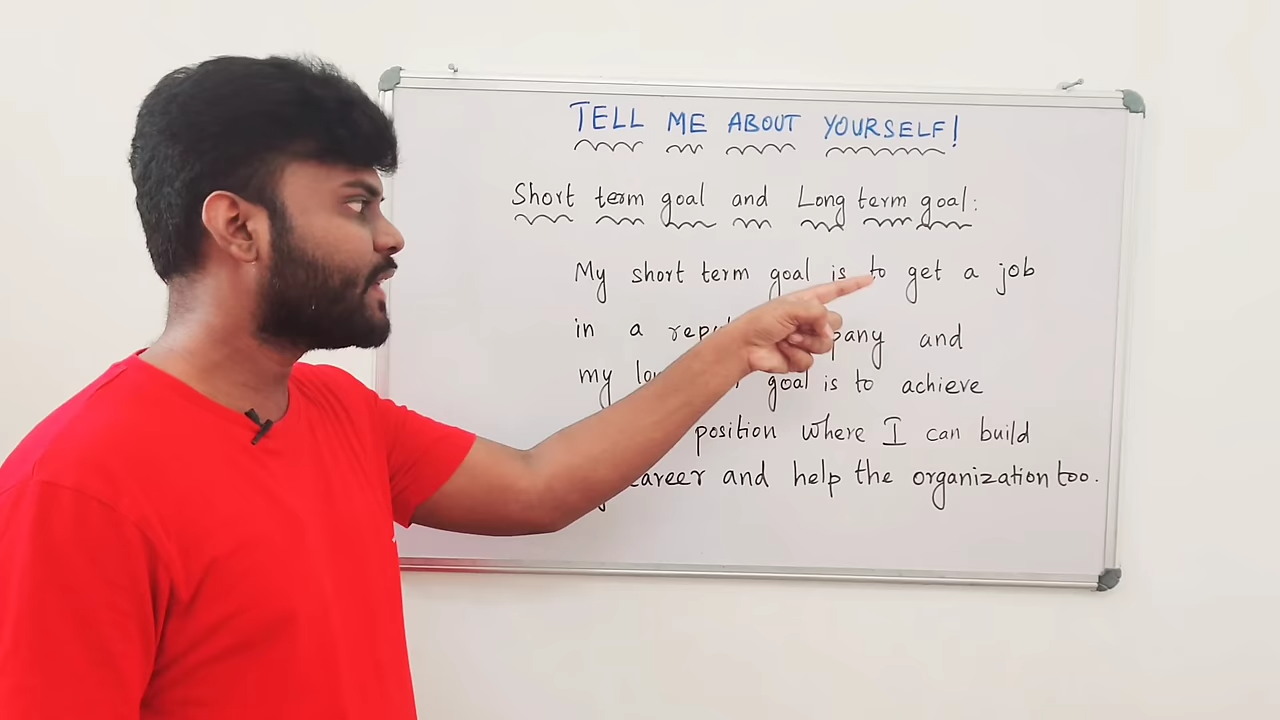 TELL ME ABOUT YOURSELF!
Short term goal and Long term goal:
My short term goal is to get a job
in a and
my goal is to achieve
position where I can build
career and help the organization too.